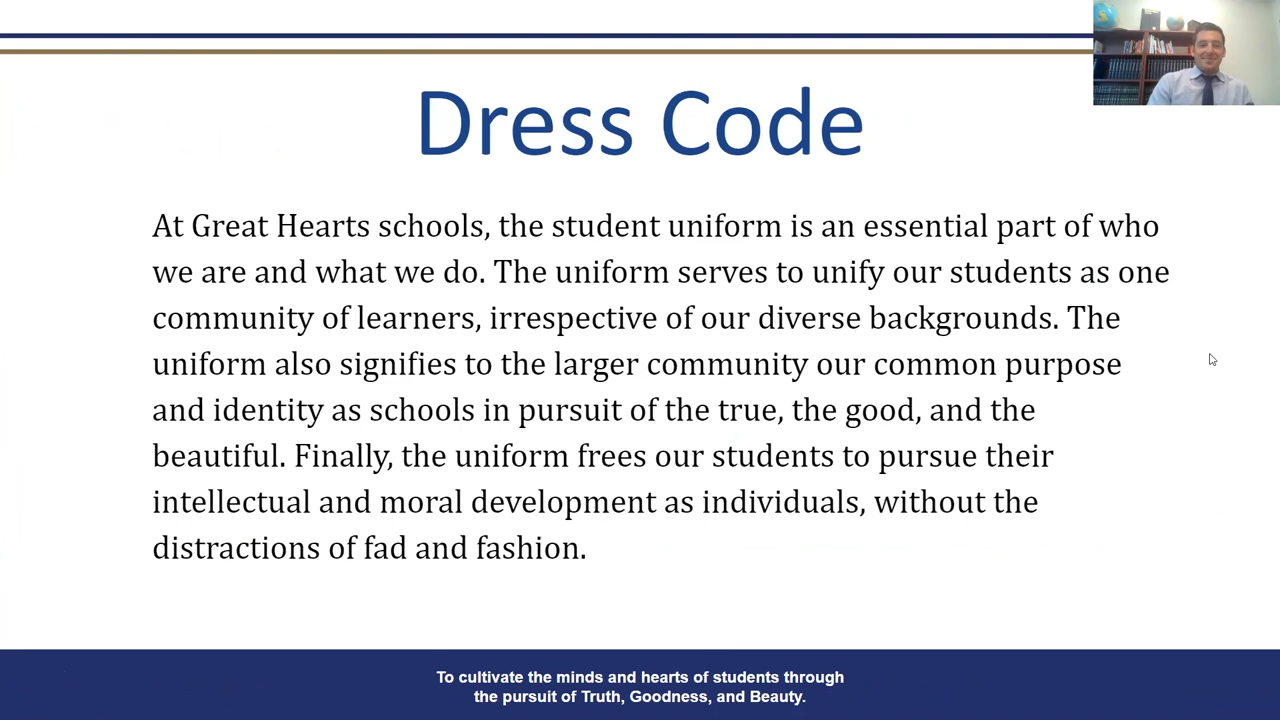 Dress Code
At Great Hearts schools, the student uniform is an essential part of who
we are and what we do. The uniform serves to unify our students as one
community of learners, irrespective of our diverse backgrounds. The
uniform also signifies to the larger community our common purpose
and identity as schools in pursuit of the true, the good, and the
beautiful. Finally, the uniform frees our students to pursue their
intellectual and moral development as individuals, without the
distractions of fad and fashion.
To cultivate the minds and hearts of students through
the pursuit of Truth, Goodness, and Beauty.